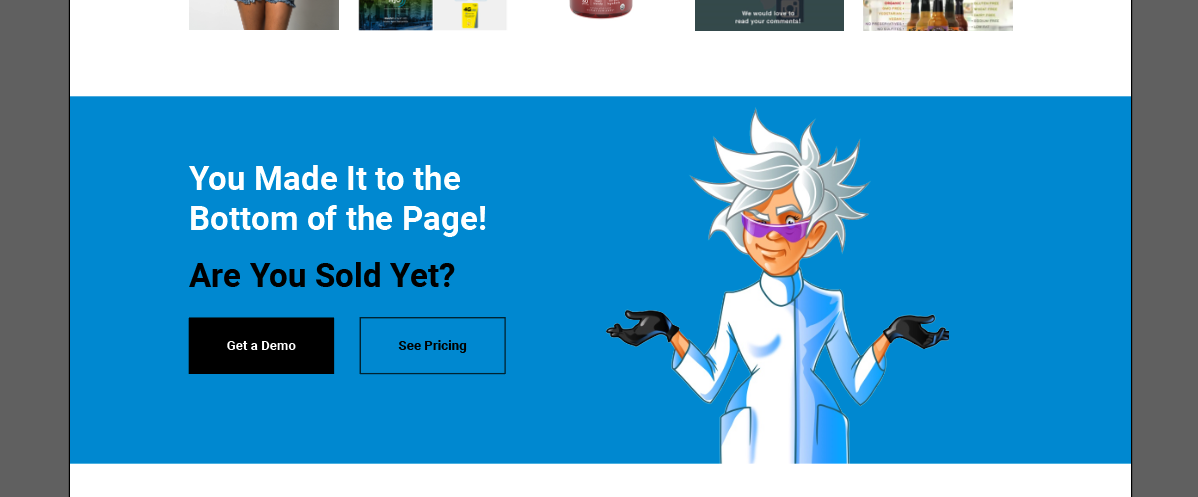 We would love to
read your comments!
ORGANIC
You Made It to the
Bottom of the Page!
Are You Sold Yet?
Get a Demo
See Pricing